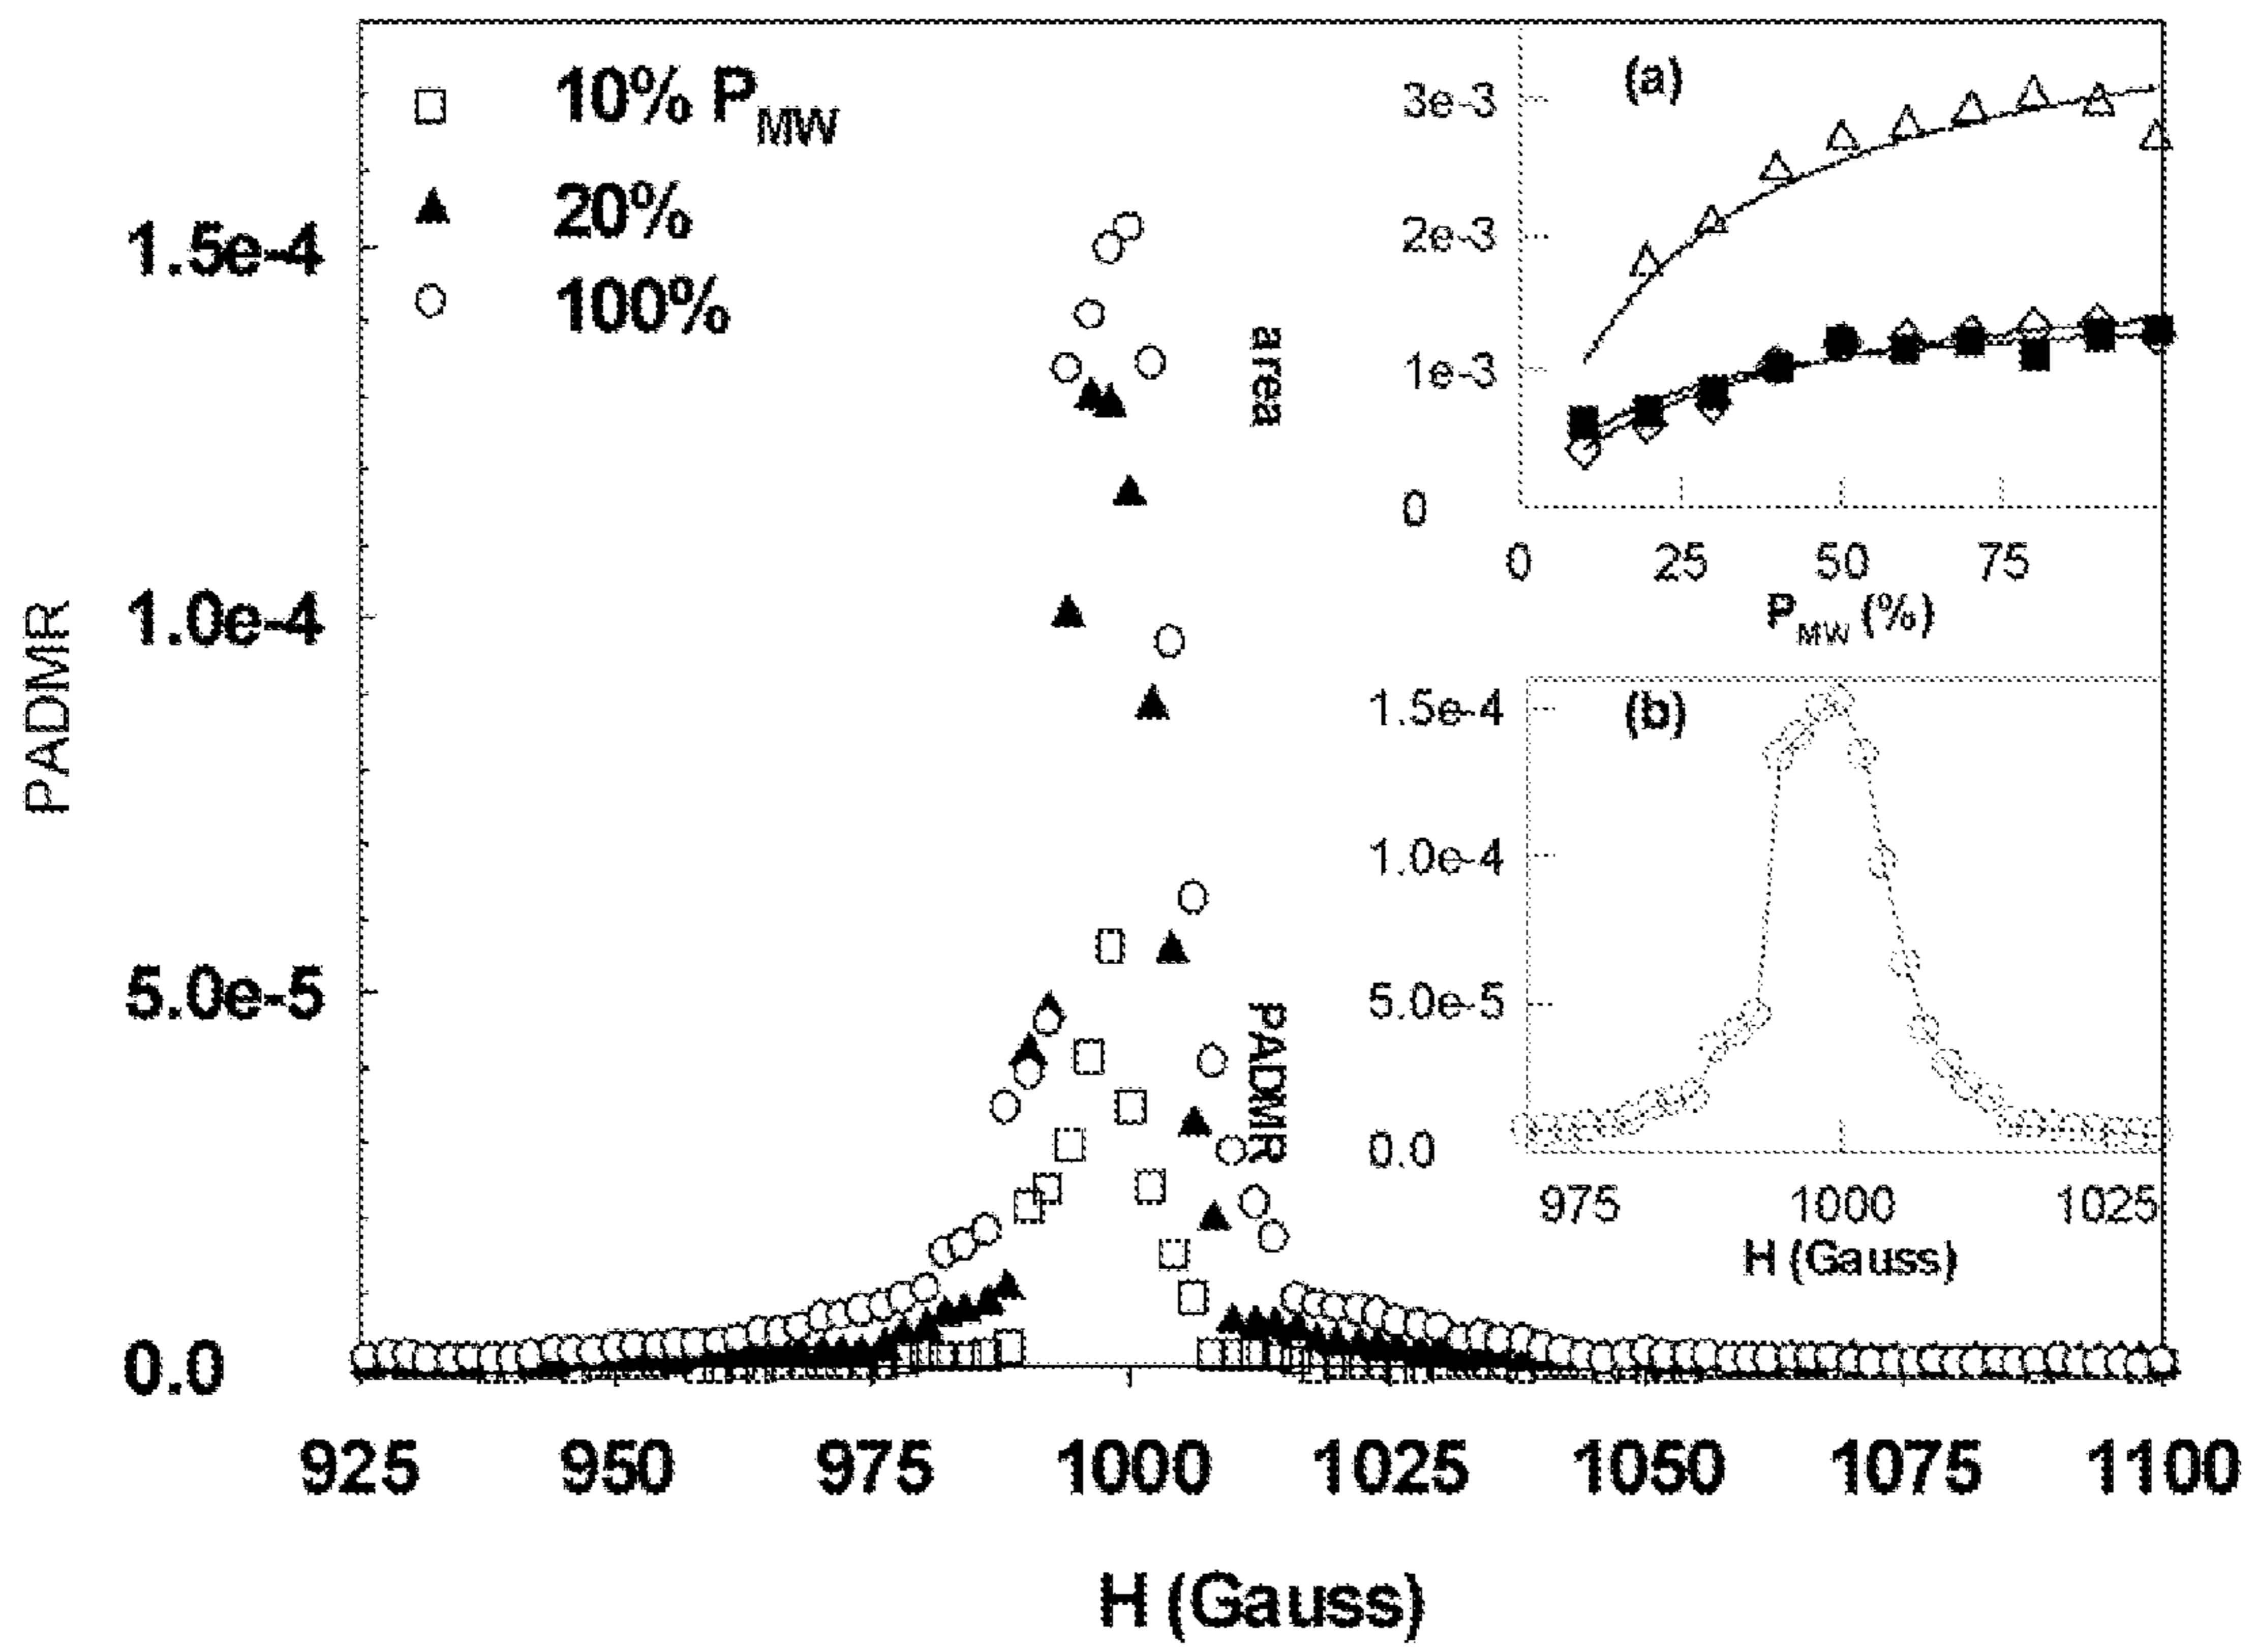 10% P_MW
20%
100%
PADMR
1.5e-4
1.0e-4
5.0e-5
0.0
925 950 975 1000 1025 1050 1075 1100
H (Gauss)
(a)
area
3e-3
2e-3
1e-3
0
0 25 50 75
P_MW (%)
(b)
PADMR
1.5e-4
1.0e-4
5.0e-5
0.0
975 1000 1025
H (Gauss)